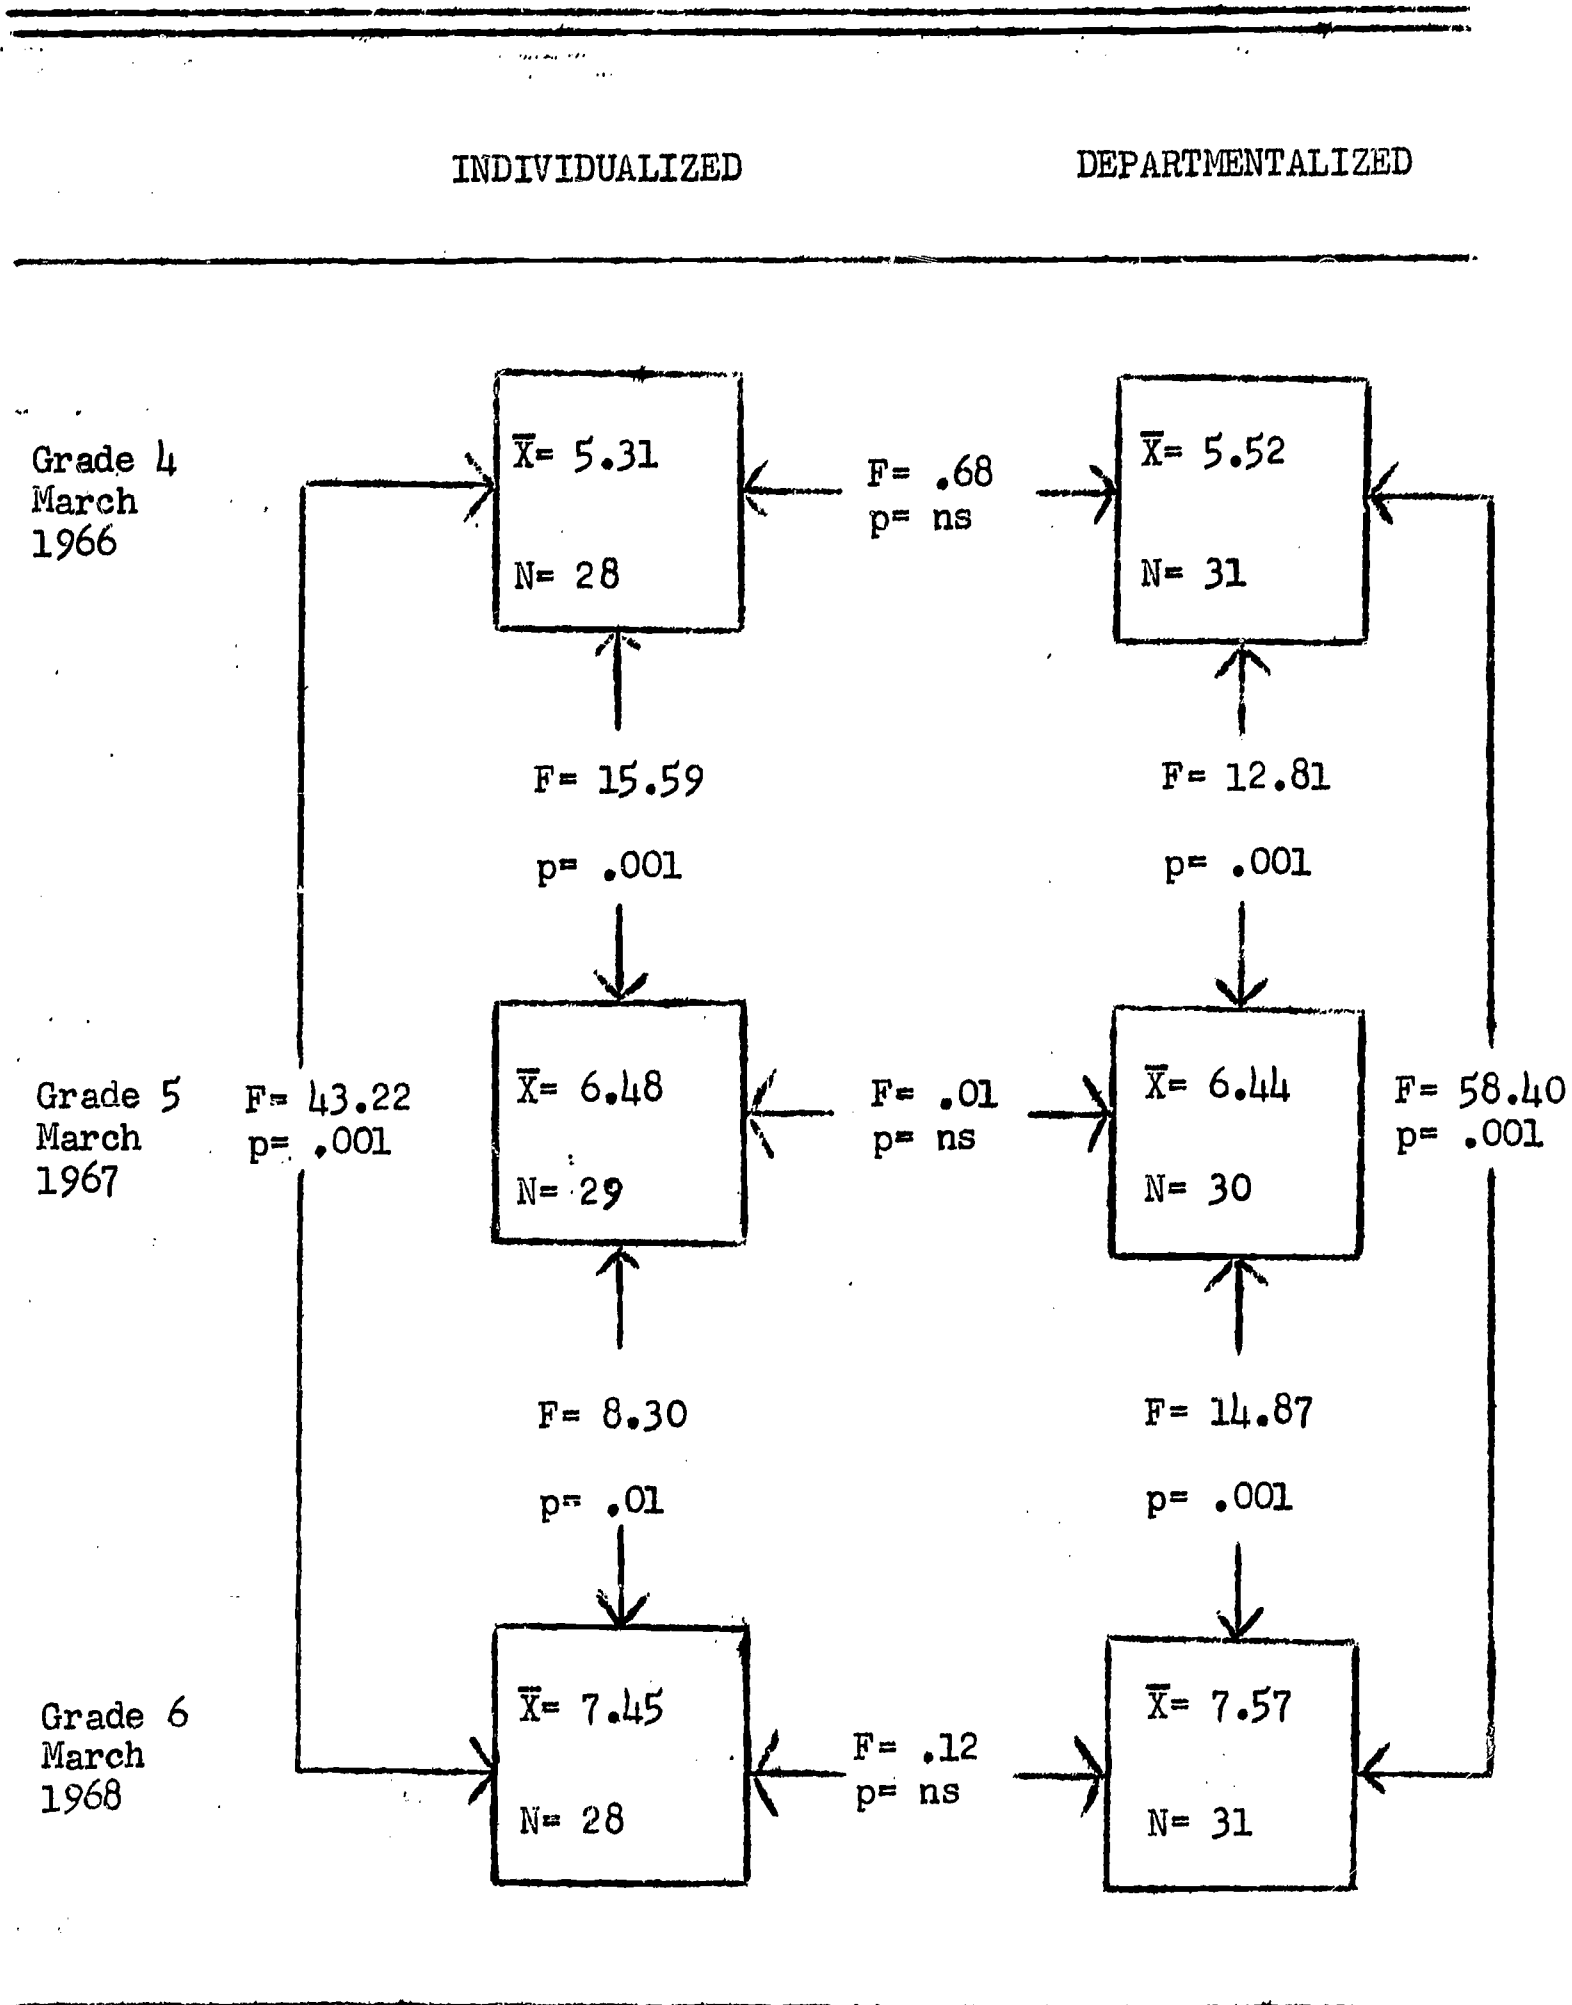 INDIVIDUALIZED
DEPARTMENTALIZED
Grade 4
March
1966
X̅= 5.31
N= 28
F= .68
p= ns
X̅= 5.52
N= 31
F= 15.59
p= .001
F= 12.81
p= .001
Grade 5
March
1967
F= 43.22
p= .001
X̅= 6.48
N= 29
F= .01
p= ns
X̅= 6.44
N= 30
F= 58.40
p= .001
F= 8.30
p= .01
F= 14.87
p= .001
Grade 6
March
1968
X̅= 7.45
N= 28
F= .12
p= ns
X̅= 7.57
N= 31